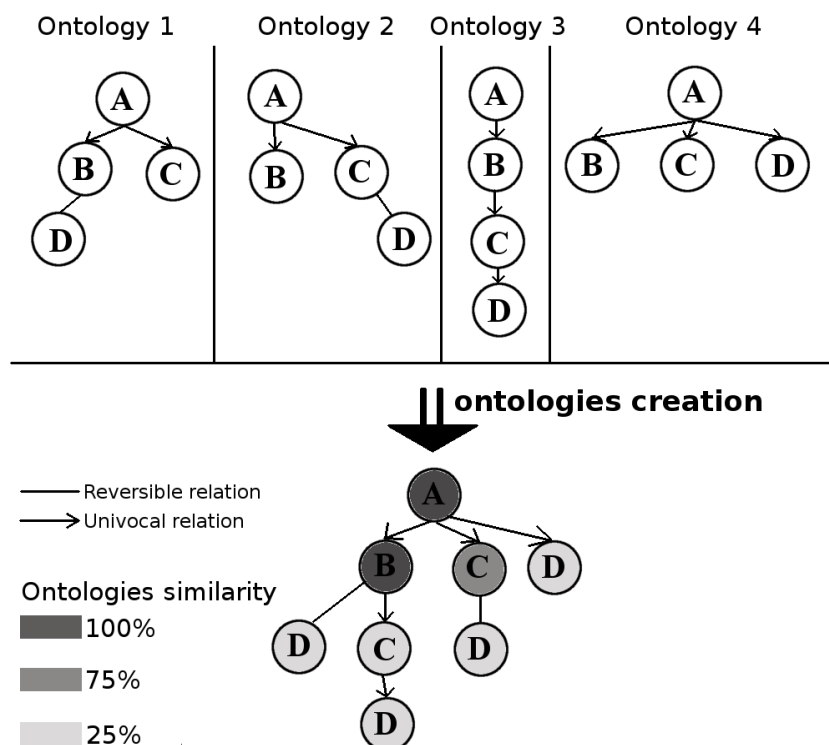 Ontology 1 Ontology 2 Ontology 3 Ontology 4
A A A A
B C B C B B C D
D D C
D
ontologies creation
A
Reversible relation
Univocal relation
B C D
Ontologies similarity
100%
D C D
75%
D
25%